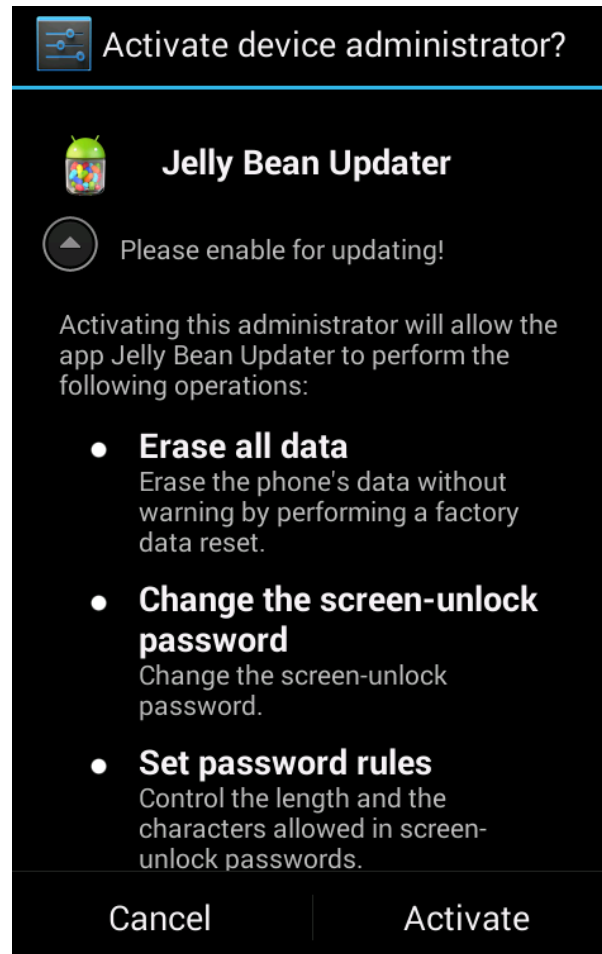 Activate device administrator?
Jelly Bean Updater
Please enable for updating!
Activating this administrator will allow the
app Jelly Bean Updater to perform the
following operations:
● Erase all data
Erase the phone's data without
warning by performing a factory
data reset.
● Change the screen-unlock
password
Change the screen-unlock
password.
● Set password rules
Control the length and the
characters allowed in screen-
unlock passwords.
Cancel Activate